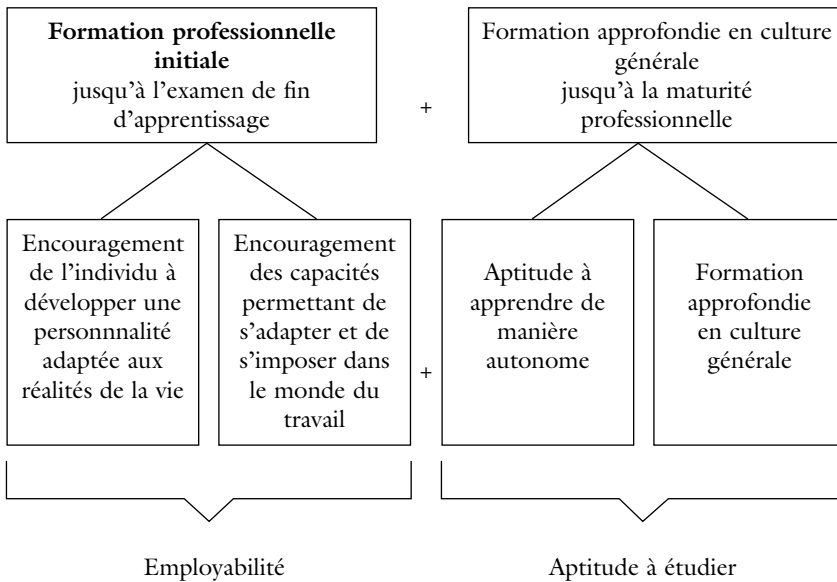 Formation professionnelle
initiale
jusqu’à l’examen de fin
d’apprentissage
+
Formation approfondie en culture
générale
jusqu’à la maturité
professionnelle
Encouragement
de l’individu à
développer une
personnnalité
adaptée aux
réalités de la vie
Encouragement
des capacités
permettant de
s’adapter et de
s’imposer dans
le monde du
travail
+
Aptitude à
apprendre de
manière
autonome
Formation
approfondie
en culture
générale
Employabilité
Aptitude à étudier